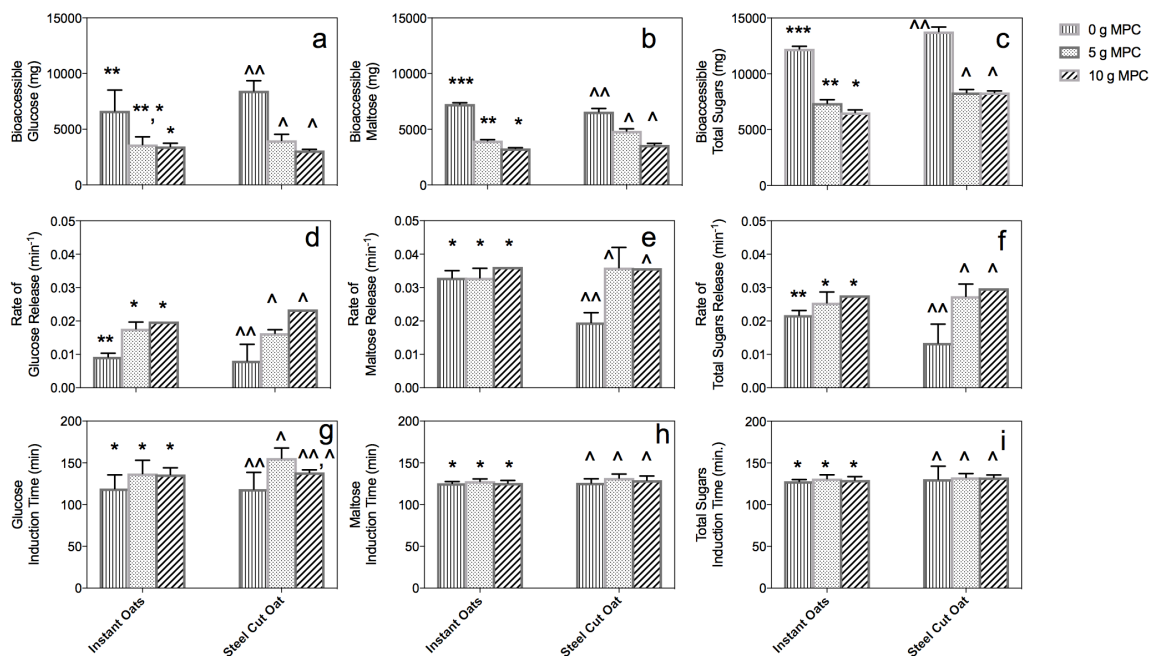 15000
10000
5000
0
Bioaccessible
Glucose (mg)
a
**
**,*
*
^^
^
^
15000
10000
5000
0
Bioaccessible
Maltose (mg)
b
***
**
*
^^
^
^
15000
10000
5000
0
Bioaccessible
Total Sugars (mg)
c
***
**
*
^^
^
^
0 g MPC
5 g MPC
10 g MPC
0.05
0.04
0.03
0.02
0.01
0.00
Rate of
Glucose Release (min-1)
d
**
*
*
^^
^
^
0.05
0.04
0.03
0.02
0.01
0.00
Rate of
Maltose Release (min-1)
e
*
*
*
^^
^
^
0.05
0.04
0.03
0.02
0.01
0.00
Rate of
Total Sugars Release (min-1)
f
**
*
*
^^
^
^
200
150
100
50
0
Glucose
Induction Time (min)
g
*
*
*
^^
^
^^,^
Instant Oats
Steel Cut Oat
200
150
100
50
0
Maltose
Induction Time (min)
h
*
*
*
^
^
^
Instant Oats
Steel Cut Oat
200
150
100
50
0
Total Sugars
Induction Time (min.)
i
*
*
*
^
^
^
Instant Oats
Steel Cut Oat